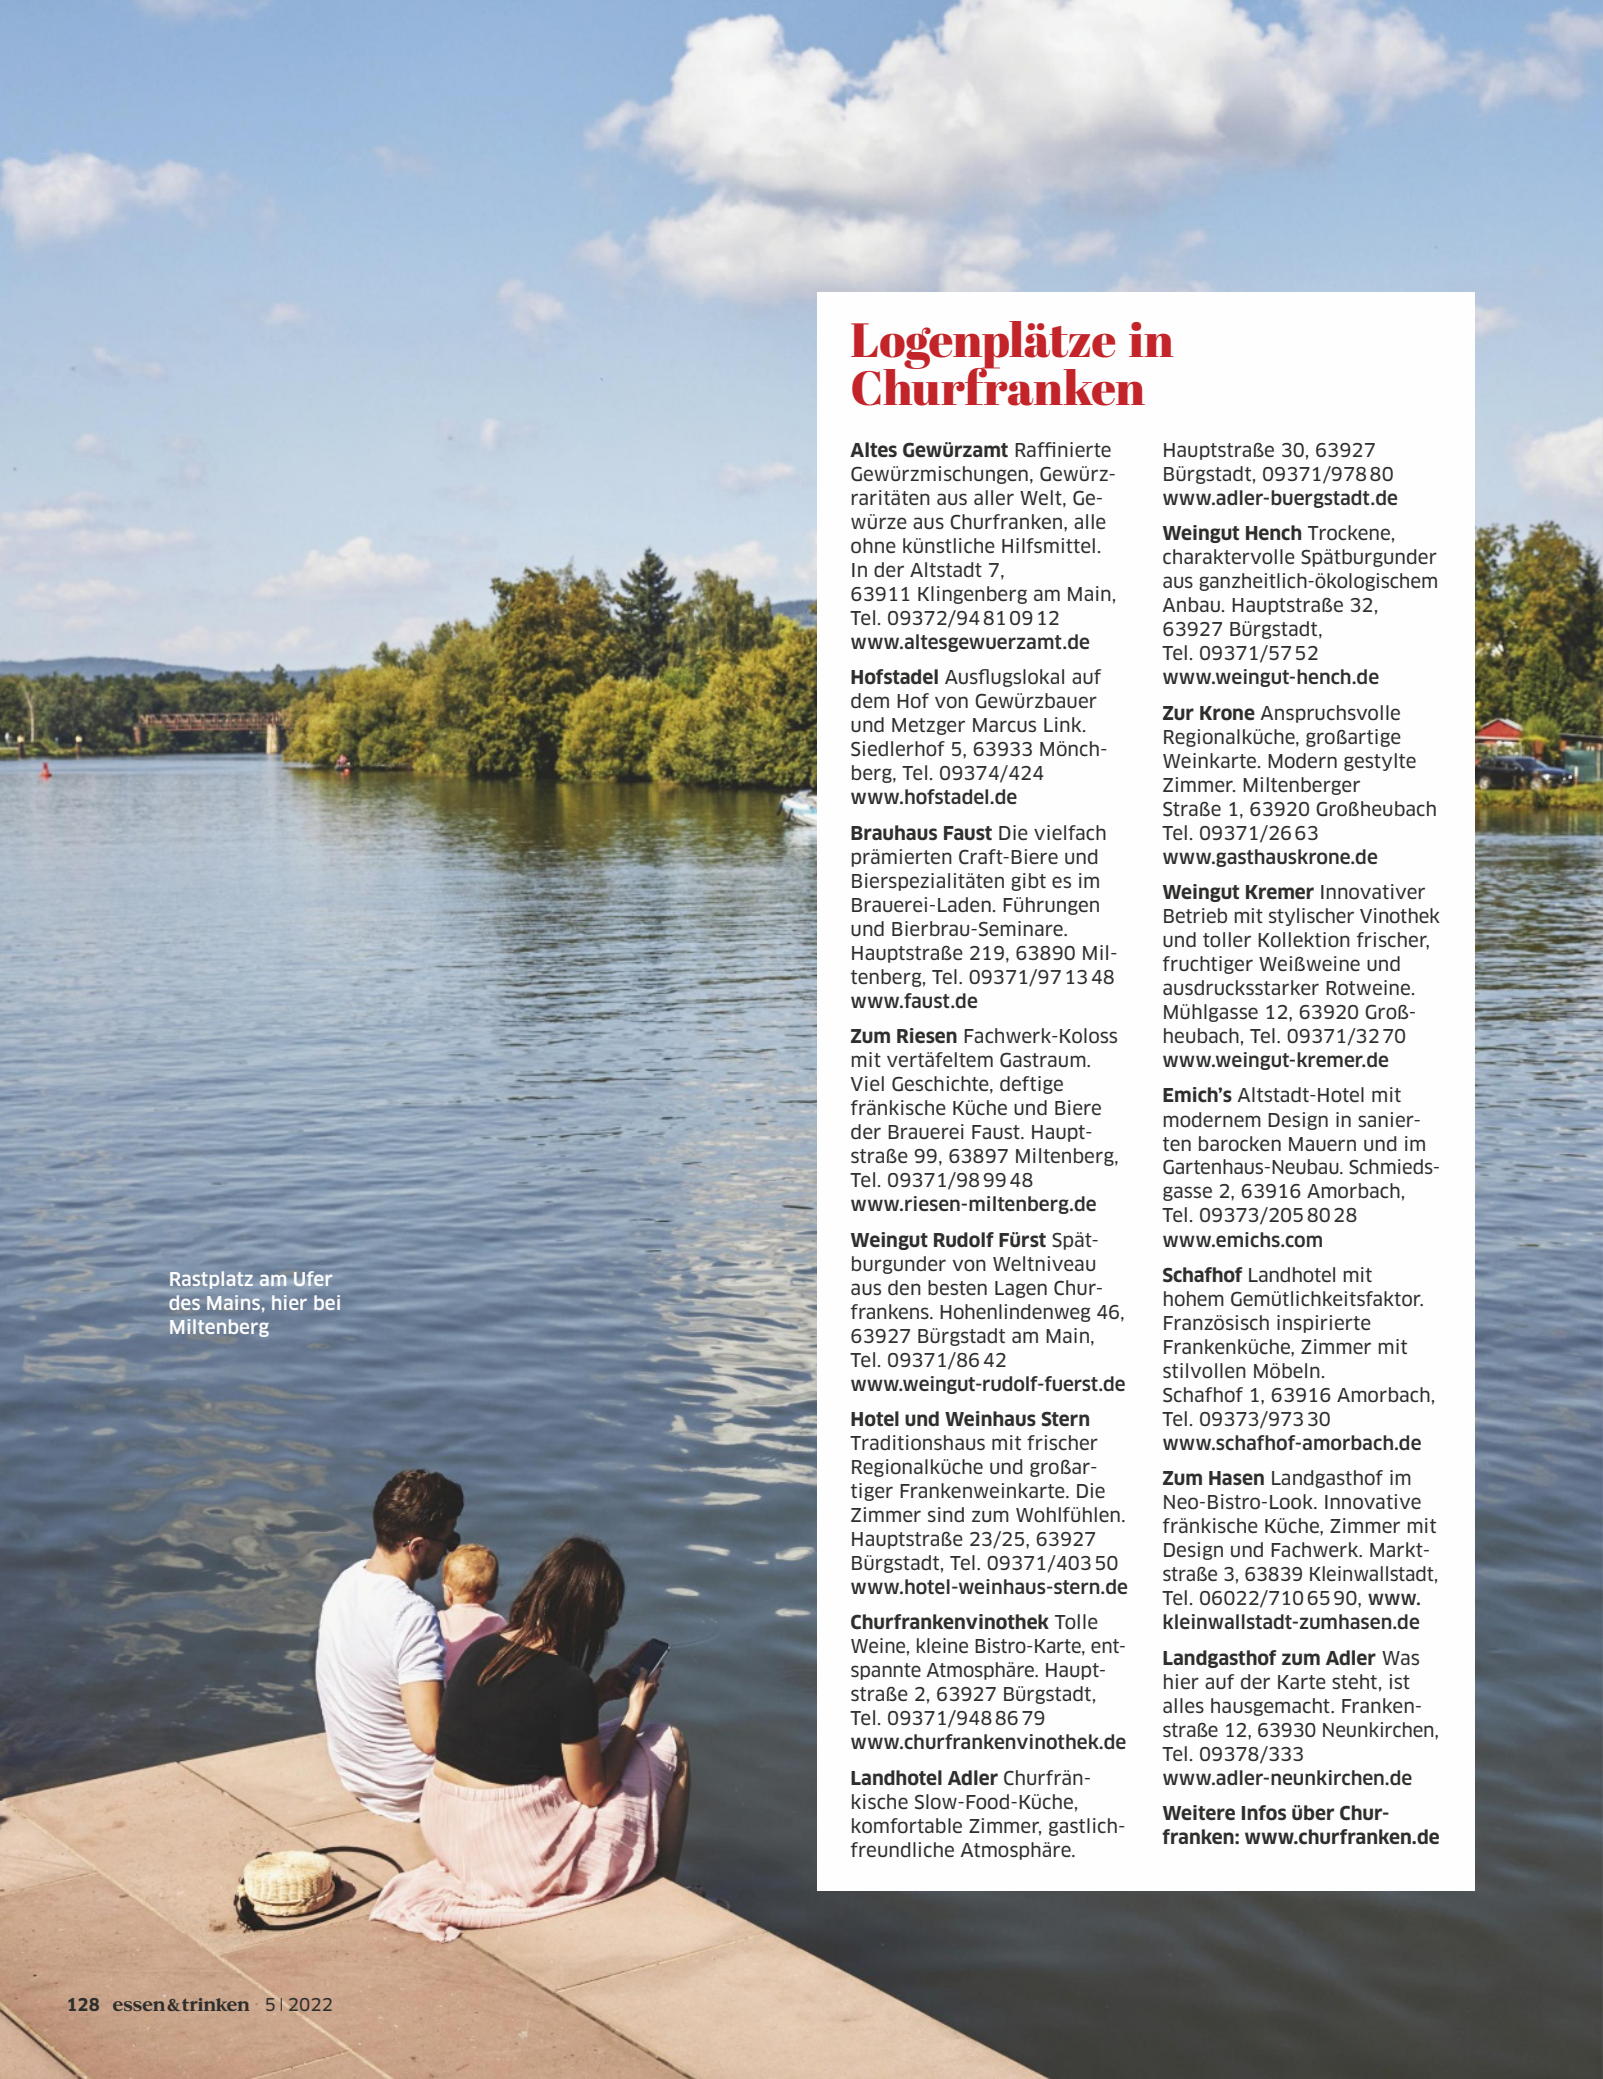 Logenplätze in
Churfranken
Altes Gewürzamt Raffinierte
Gewürzmischungen, Gewürz-
raritäten aus aller Welt, Ge-
würze aus Churfranken, alle
ohne künstliche Hilfsmittel.
In der Altstadt 7,
63911 Klingenberg am Main,
Tel. 09372/94 81 09 12
www.altesgewuerzamt.de
Hofstadel Ausflugslokal auf
dem Hof von Gewürzbauer
und Metzger Marcus Link.
Siedlerhof 5, 63933 Mönch-
berg, Tel. 09374/424
www.hofstadel.de
Brauhaus Faust Die vielfach
prämierten Craft-Biere und
Bierspezialitäten gibt es im
Brauerei-Laden. Führungen
und Bierbrau-Seminare.
Hauptstraße 219, 63890 Mil-
tenberg, Tel. 09371/97 13 48
www.faust.de
Zum Riesen Fachwerk-Koloss
mit vertäfeltem Gastraum.
Viel Geschichte, deftige
fränkische Küche und Biere
der Brauerei Faust. Haupt-
straße 99, 63897 Miltenberg,
Tel. 09371/98 99 48
www.riesen-miltenberg.de
Weingut Rudolf Fürst Spät-
burgunder von Weltniveau
aus den besten Lagen Chur-
frankens. Hohenlindenweg 46,
63927 Bürgstadt am Main,
Tel. 09371/86 42
www.weingut-rudolf-fuerst.de
Hotel und Weinhaus Stern
Traditionshaus mit frischer
Regionalküche und großar-
tiger Frankenweinkarte. Die
Zimmer sind zum Wohlfühlen.
Hauptstraße 23/25, 63927
Bürgstadt, Tel. 09371/403 50
www.hotel-weinhaus-stern.de
Churfrankenvinothek Tolle
Weine, kleine Bistro-Karte, ent-
spannte Atmosphäre. Haupt-
straße 2, 63927 Bürgstadt,
Tel. 09371/948 86 79
www.churfrankenvinothek.de
Landhotel Adler Churfrän-
kische Slow-Food-Küche,
komfortable Zimmer, gastlich-
freundliche Atmosphäre.
Hauptstraße 30, 63927
Bürgstadt, 09371/978 80
www.adler-buergstadt.de
Weingut Hench Trockene,
charaktervolle Spätburgunder
aus ganzheitlich-ökologischem
Anbau. Hauptstraße 32,
63927 Bürgstadt,
Tel. 09371/57 52
www.weingut-hench.de
Zur Krone Anspruchsvolle
Regionalküche, großartige
Weinkarte. Modern gestylte
Zimmer. Miltenberger
Straße 1, 63920 Großheubach
Tel. 09371/26 63
www.gasthauskrone.de
Weingut Kremer Innovativer
Betrieb mit stylischer Vinothek
und toller Kollektion frischer,
fruchtiger Weißweine und
ausdrucksstarker Rotweine.
Mühlgasse 12, 63920 Groß-
heubach, Tel. 09371/32 70
www.weingut-kremer.de
Emich’s Altstadt-Hotel mit
modernem Design in sanier-
ten barocken Mauern und im
Gartenhaus-Neubau. Schmieds-
gasse 2, 63916 Amorbach,
Tel. 09373/205 80 28
www.emichs.com
Schafhof Landhotel mit
hohem Gemütlichkeitsfaktor.
Französisch inspirierte
Frankenküche, Zimmer mit
stilvollen Möbeln.
Schafhof 1, 63916 Amorbach,
Tel. 09373/973 30
www.schafhof-amorbach.de
Zum Hasen Landgasthof im
Neo-Bistro-Look. Innovative
fränkische Küche, Zimmer mit
Design und Fachwerk. Markt-
straße 3, 63839 Kleinwallstadt,
Tel. 06022/710 65 90, www.
kleinwallstadt-zumhasen.de
Landgasthof zum Adler Was
hier auf der Karte steht, ist
alles hausgemacht. Franken-
straße 12, 63930 Neunkirchen,
Tel. 09378/333
www.adler-neunkirchen.de
Weitere Infos über Chur-
franken: www.churfranken.de
Rastplatz am Ufer
des Mains, hier bei
Miltenberg
128 essen&trinken · 5 | 2022